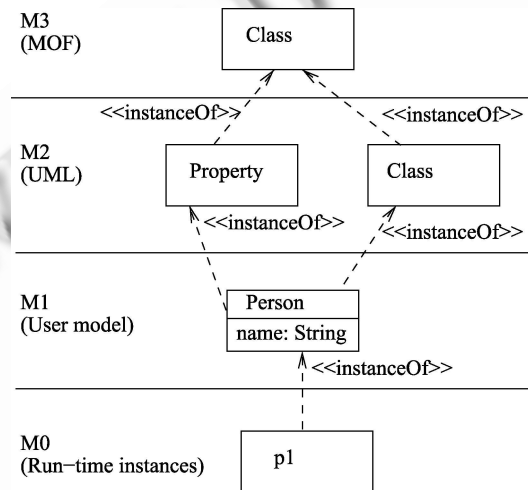 M3
(MOF)
Class
<<instanceOf>>
<<instanceOf>>
M2
(UML)
Property
Class
<<instanceOf>>
<<instanceOf>>
M1
(User model)
Person
name: String
<<instanceOf>>
M0
(Run-time instances)
p1